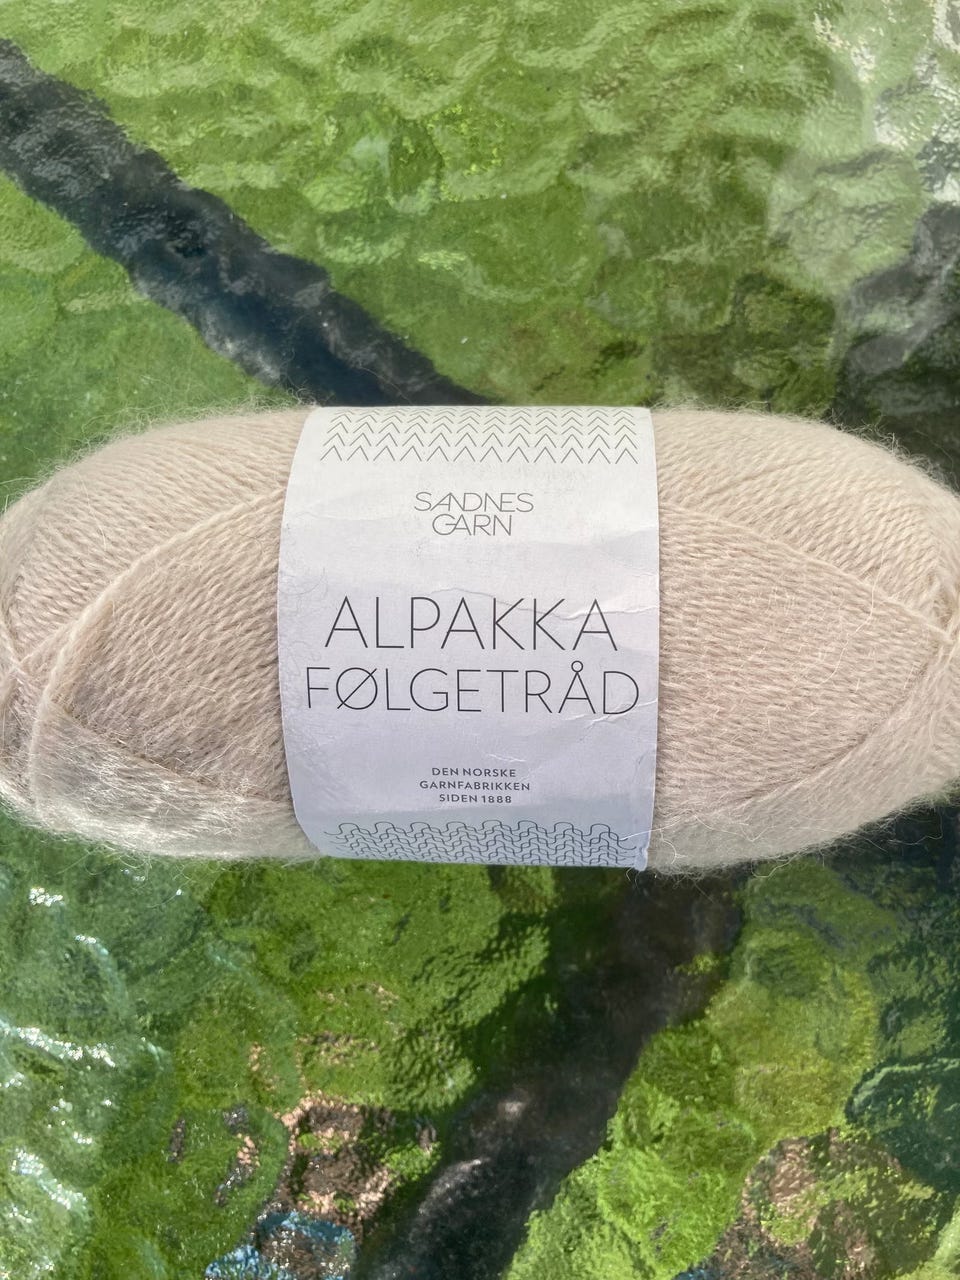 SANDNES
GARN
ALPAKKA
FØLGETRÅD
DEN NORSKE
GARNFABRIKKEN
SIDEN 1888